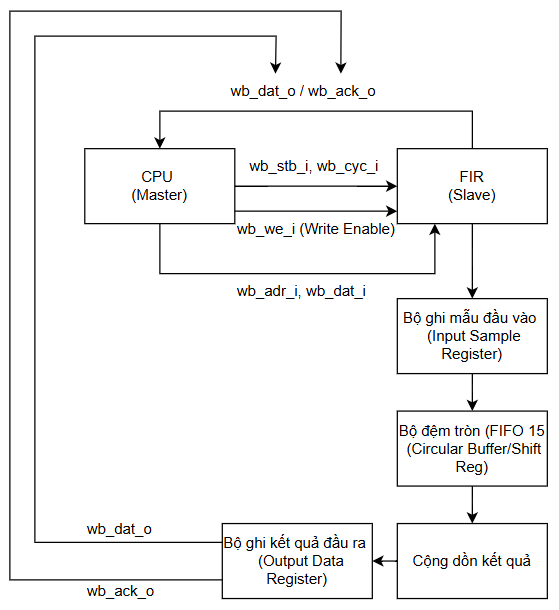 wb_dat_o / wb_ack_o
CPU
(Master)
wb_stb_i, wb_cyc_i
FIR
(Slave)
wb_we_i (Write Enable)
wb_adr_i, wb_dat_i
Bộ ghi mẫu đầu vào
(Input Sample
Register)
Bộ đệm tròn (FIFO 15
(Circular Buffer/Shift
Reg)
wb_dat_o
Bộ ghi kết quả đầu ra
(Output Data
Register)
Cộng dồn kết quả
wb_ack_o